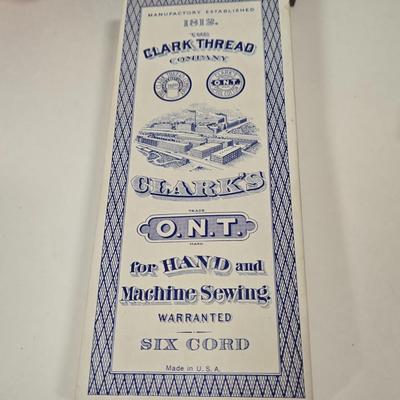 MANUFACTORY ESTABLISHED
1812.
THE
CLARK THREAD
COMPANY
CLARK'S
O.N.T.
CLARK'S
TRADE
O.N.T.
MARK
for HAND and
Machine Sewing.
WARRANTED
SIX CORD
Made in U.S.A.